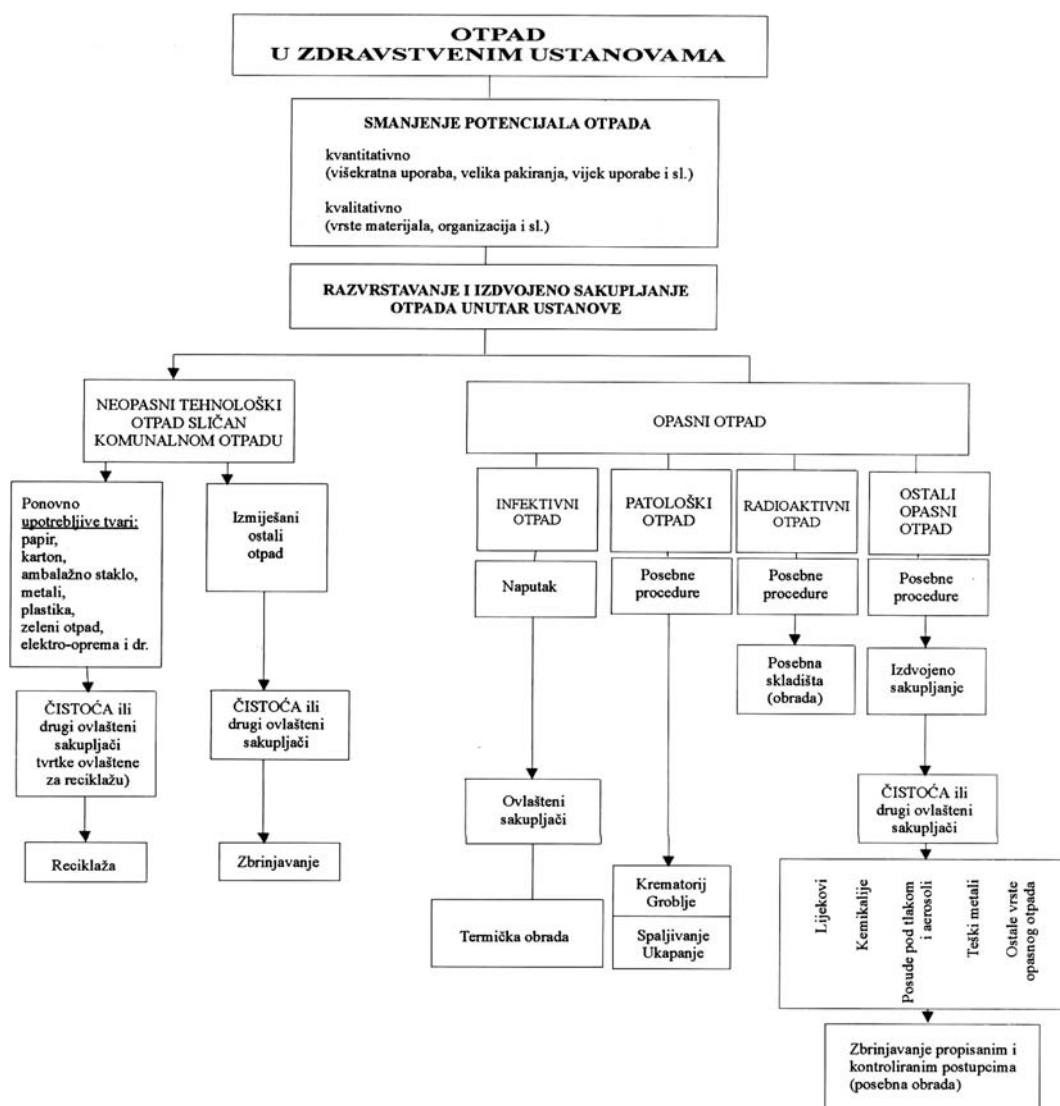 OTPAD
U ZDRAVSTVENIM USTANOVAMA
SMANJENJE POTENCIJALA OTPADA
kvantitativno
(višekratna uporaba, velika pakiranja, vijek uporabe i sl.)
kvalitativno
(vrste materijala, organizacija i sl.)
RAZVRSTAVANJE I IZDVOJENO SAKUPLJANJE
OTPADA UNUTAR USTANOVE
NEOPASNI TEHNOLOŠKI
OTPAD SLIČAN
KOMUNALNOM OTPADU
Ponovno
upotrebljive tvari:
papir,
karton,
ambalažno staklo,
metali,
plastika,
zeleni otpad,
elektro-oprema i dr.
ČISTOĆA ili
drugi ovlašteni
sakupljači
tvrtke ovlaštene
za reciklažu)
Reciklaža
Izmiješani
ostali
otpad
ČISTOĆA ili
drugi ovlašteni
sakupljači
Zbrinjavanje
OPASNI OTPAD
INFEKTIVNI
OTPAD
Naputak
Ovlašteni
sakupljači
Termička obrada
PATOLOŠKI
OTPAD
Posebne
procedure
Krematorij
Groblje
Spaljivanje
Ukapanje
RADIOAKTIVNI
OTPAD
Posebne
procedure
Posebna
skladišta
(obrada)
OSTALI
OPASNI
OTPAD
Posebne
procedure
Izdvojeno
sakupljanje
ČISTOĆA ili
drugi ovlašteni
sakupljači
Lijekovi
Kemikalije
Posude pod tlakom
i aerosoli
Teški metali
Ostale vrste
opasnog otpada
Zbrinjavanje propisanim i
kontroliranim postupcima
(posebna obrada)